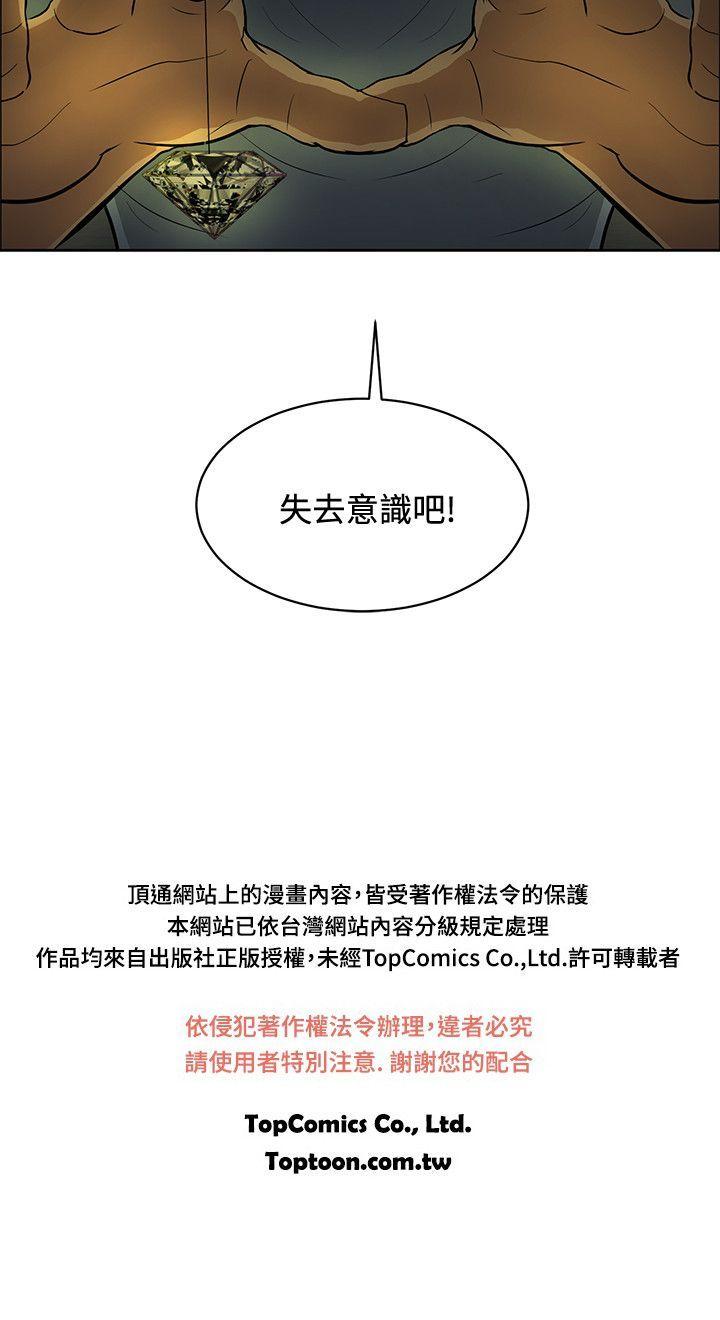 失去意識吧!
頂通網站上的漫畫內容，皆受著作權法令的保護
本網站已依台灣網站內容分級規定處理
作品均來自出版社正版授權，未經TopComics Co.,Ltd.許可轉載者
依侵犯著作權法令辦理，違者必究
請使用者特別注意. 謝謝您的配合
TopComics Co., Ltd.
Toptoon.com.tw